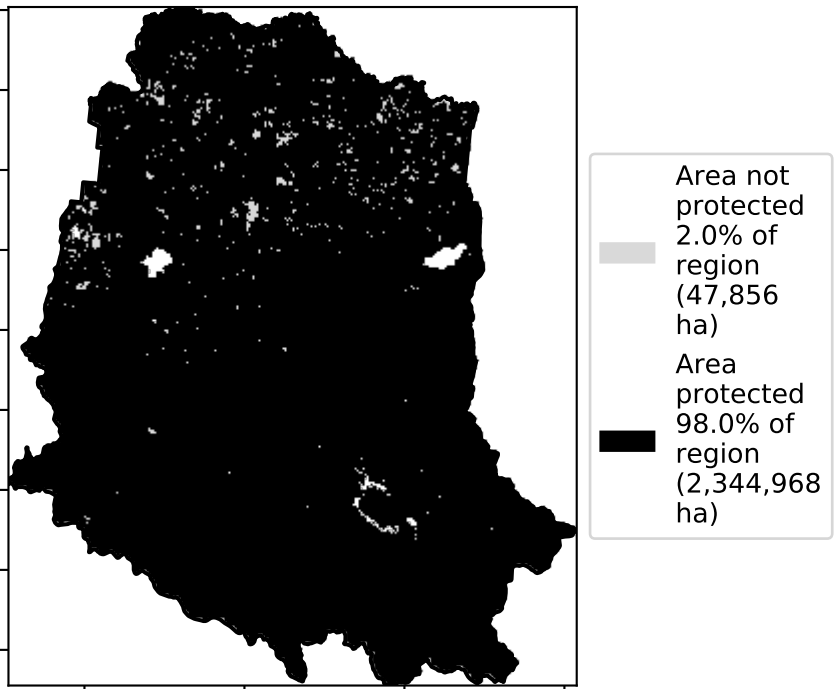 Area not
protected
2.0% of
region
(47,856
ha)
Area
protected
98.0% of
region
(2,344,968
ha)